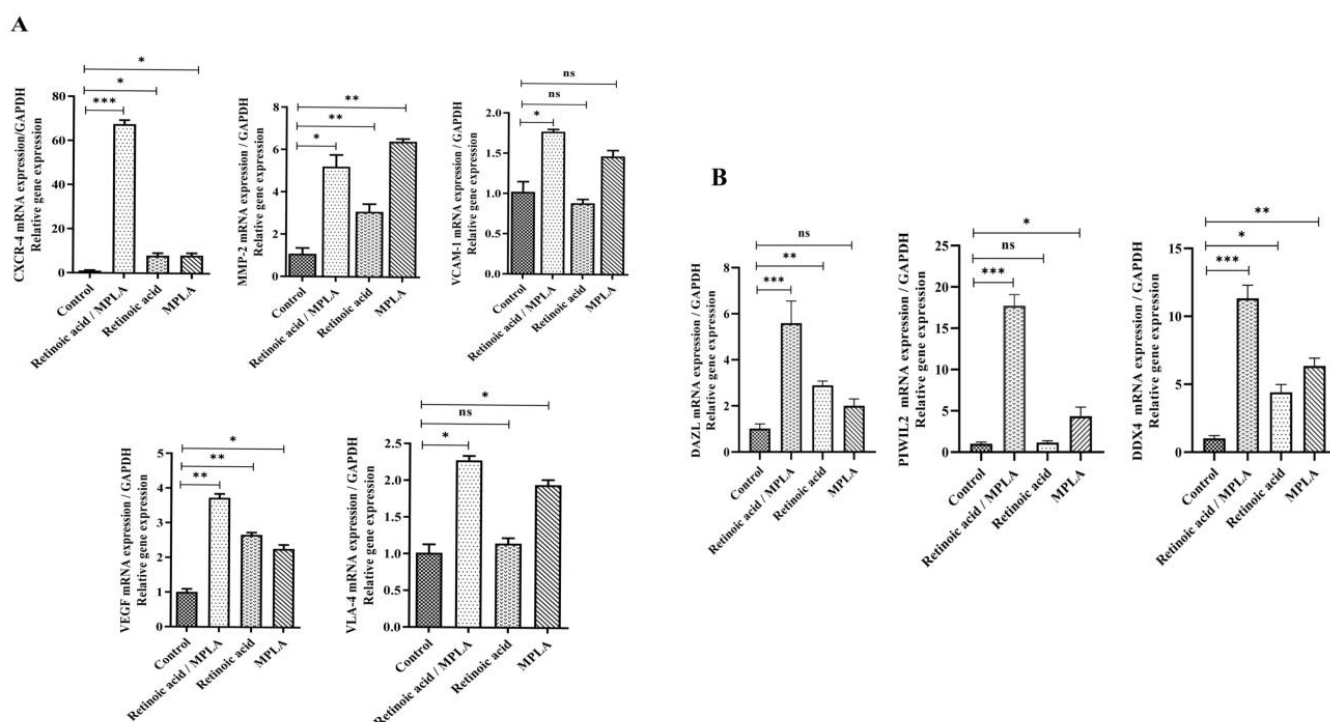 A
CXCR-4 mRNA expression/GAPDH
Relative gene expression
80
60
40
20
0
***
*
*
Control
Retinoic acid / MPLA
Retinoic acid
MPLA
MMP-2 mRNA expression / GAPDH
Relative gene expression
8
6
4
2
0
*
**
**
Control
Retinoic acid / MPLA
Retinoic acid
MPLA
VCAM-1 mRNA expression / GAPDH
Relative gene expression
2.0
1.5
1.0
0.5
0.0
*
ns
ns
Control
Retinoic acid / MPLA
Retinoic acid
MPLA
VEGF mRNA expression / GAPDH
Relative gene expression
5
4
3
2
1
0
**
**
*
Control
Retinoic acid / MPLA
Retinoic acid
MPLA
VLA-4 mRNA expression / GAPDH
Relative gene expression
2.5
2.0
1.5
1.0
0.5
0.0
*
ns
*
Control
Retinoic acid / MPLA
Retinoic acid
MPLA
B
DAZL mRNA expression / GAPDH
Relative gene expression
8
6
4
2
0
***
**
ns
Control
Retinoic acid / MPLA
Retinoic acid
MPLA
PIWIL2 mRNA expression / GAPDH
Relative gene expression
25
20
15
10
5
0
***
ns
*
Control
Retinoic acid / MPLA
Retinoic acid
MPLA
DDX4 mRNA expression / GAPDH
Relative gene expression
15
10
5
0
***
*
**
Control
Retinoic acid / MPLA
Retinoic acid
MPLA